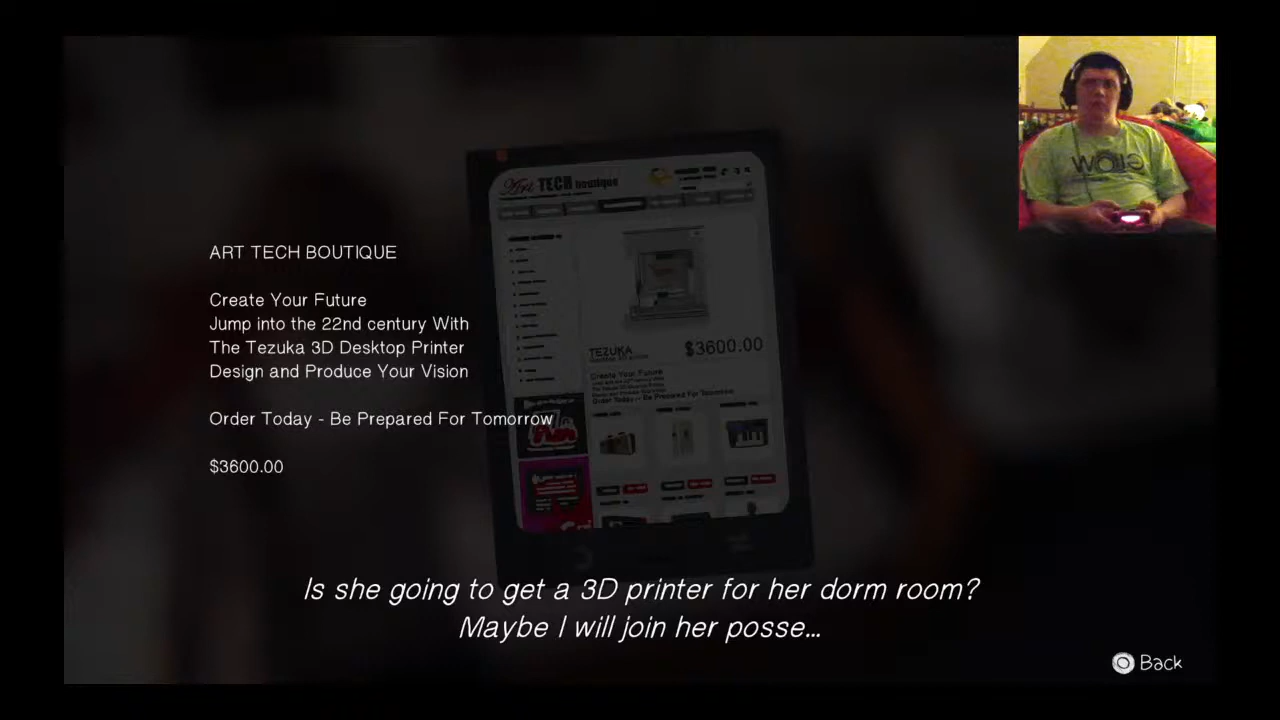 ART TECH BOUTIQUE
Create Your Future
Jump into the 22nd century With
The Tezuka 3D Desktop Printer
Design and Produce Your Vision
Order Today - Be Prepared For Tomorrow
$3600.00
Art TECH boutique
TEZUKA
$3600.00
Create Your Future
Order Today - Be Prepared For Tomorrow
Is she going to get a 3D printer for her dorm room?
Maybe I will join her posse...
Back